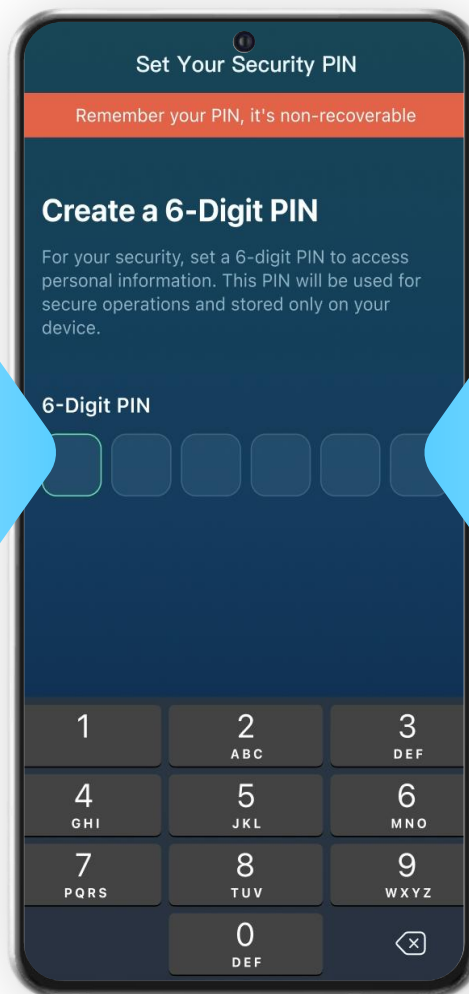 Set Your Security PIN
Remember your PIN, it's non-recoverable
Create a 6-Digit PIN
For your security, set a 6-digit PIN to access
personal information. This PIN will be used for
secure operations and stored only on your
device.
6-Digit PIN
1
2
3
ABC
DEF
4
5
6
GHI
JKL
MNO
7
8
9
PQRS
TUV
WXYZ
0
DEF